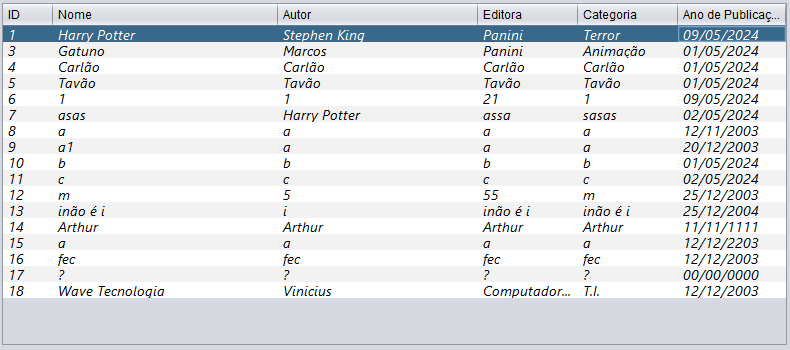 ID Nome Autor Editora Categoria Ano de Publicaç...
1 Harry Potter Stephen King Panini Terror 09/05/2024
3 Gatuno Marcos Panini Animação 01/05/2024
4 Carlão Carlão Carlão Carlão 01/05/2024
5 Tavão Tavão Tavão Tavão 01/05/2024
6 1 1 21 1 09/05/2024
7 asas Harry Potter assa sasas 02/05/2024
8 a a a a 12/11/2003
9 a1 a a a 20/12/2003
10 b b b b 01/05/2024
11 c c c c 02/05/2024
12 m 5 55 m 25/12/2003
13 inão é i i inão é i inão é i 25/12/2004
14 Arthur Arthur Arthur Arthur 11/11/1111
15 a a a a 12/12/2203
16 fec fec fec fec 12/12/2003
17 ? ? ? ? 00/00/0000
18 Wave Tecnologia Vinicius Computador... T.I. 12/12/2003